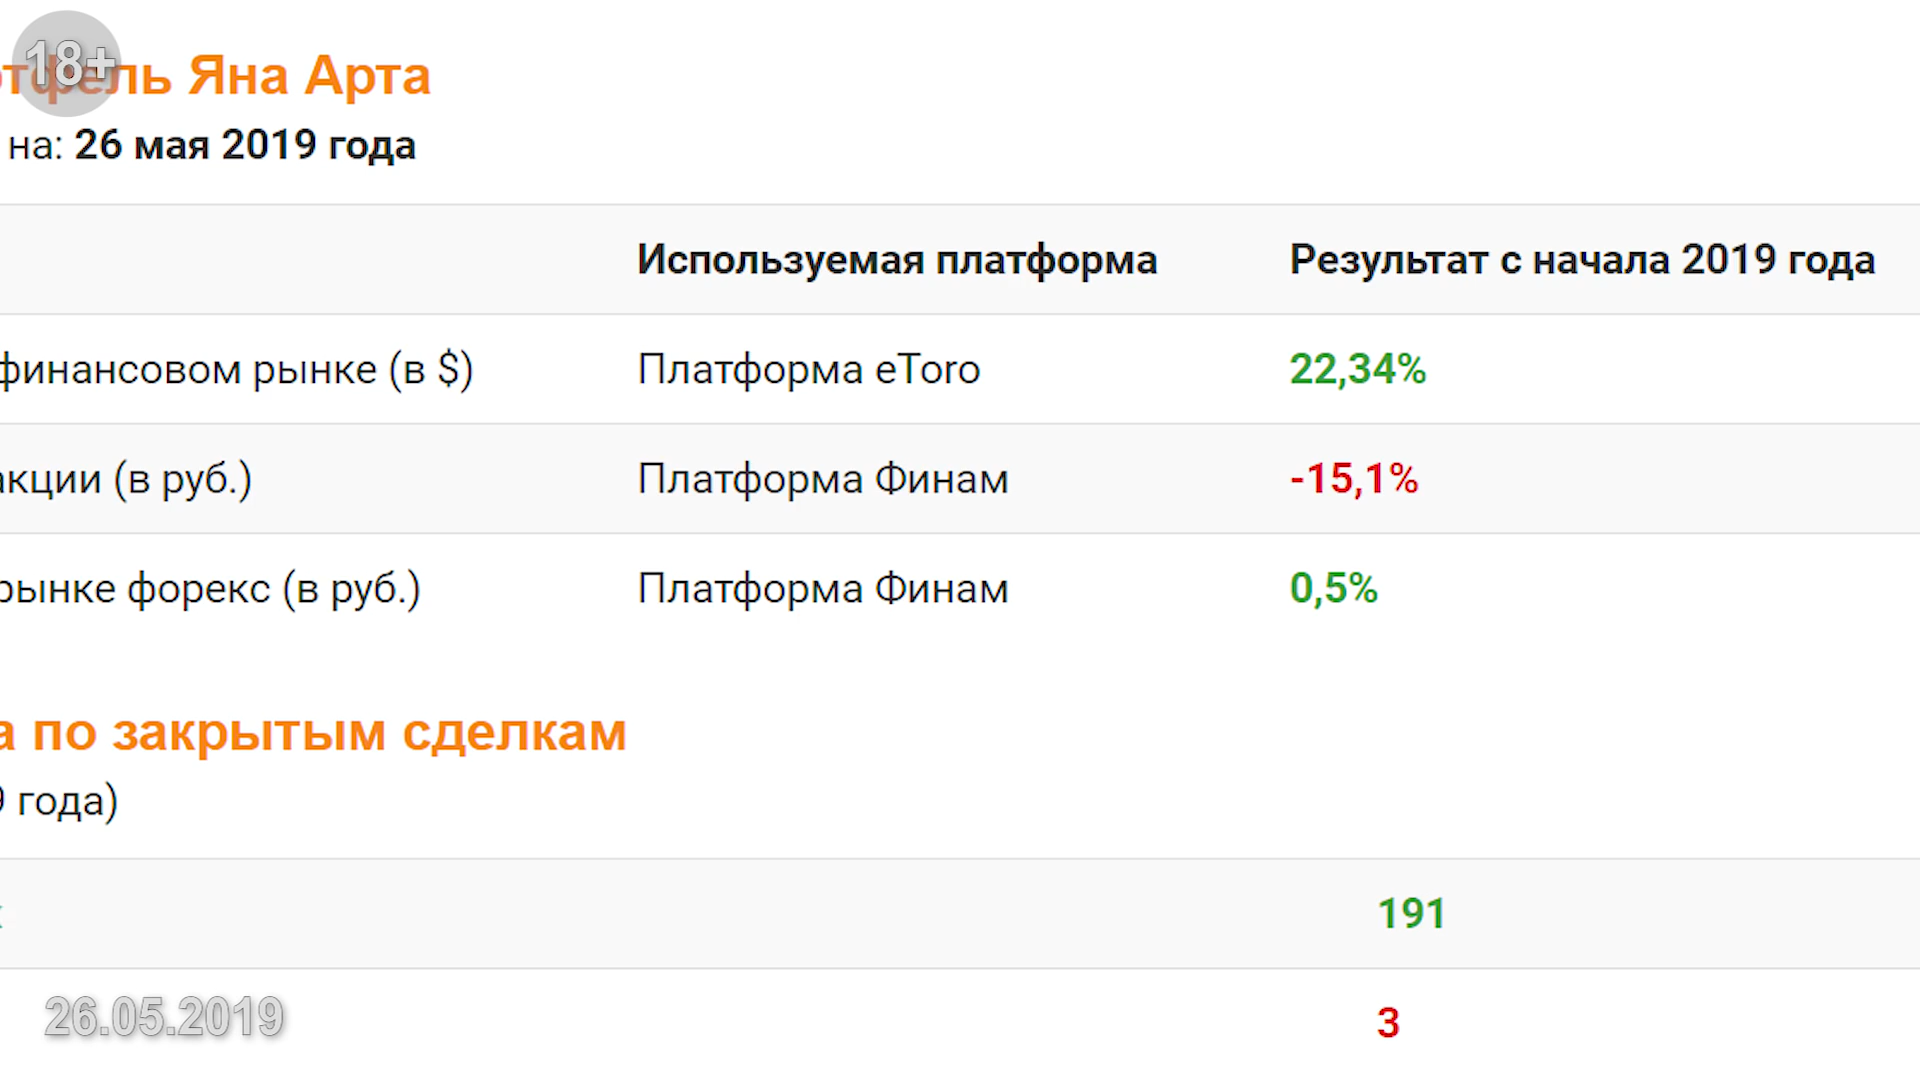 18+
Яна Арта
на: 26 мая 2019 года
Используемая платформа Результат с начала 2019 года
финансовом рынке (в $) Платформа eToro 22,34%
акции (в руб.) Платформа Финам -15,1%
рынке форекс (в руб.) Платформа Финам 0,5%
а по закрытым сделкам
9 года)
191
26.05.2019
3